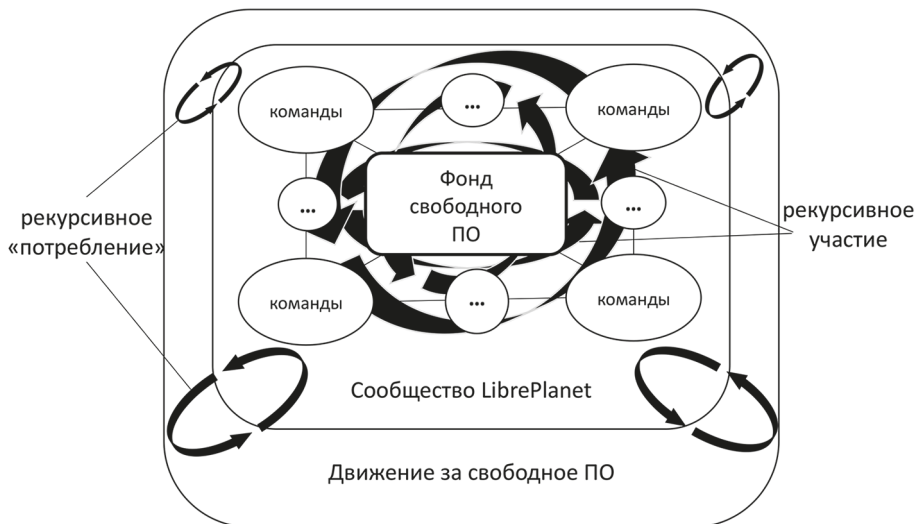 команды
...
команды
Фонд
свободного
ПО
...
...
рекурсивное
«потребление»
рекурсивное
участие
команды
...
команды
Сообщество LibrePlanet
Движение за свободное ПО